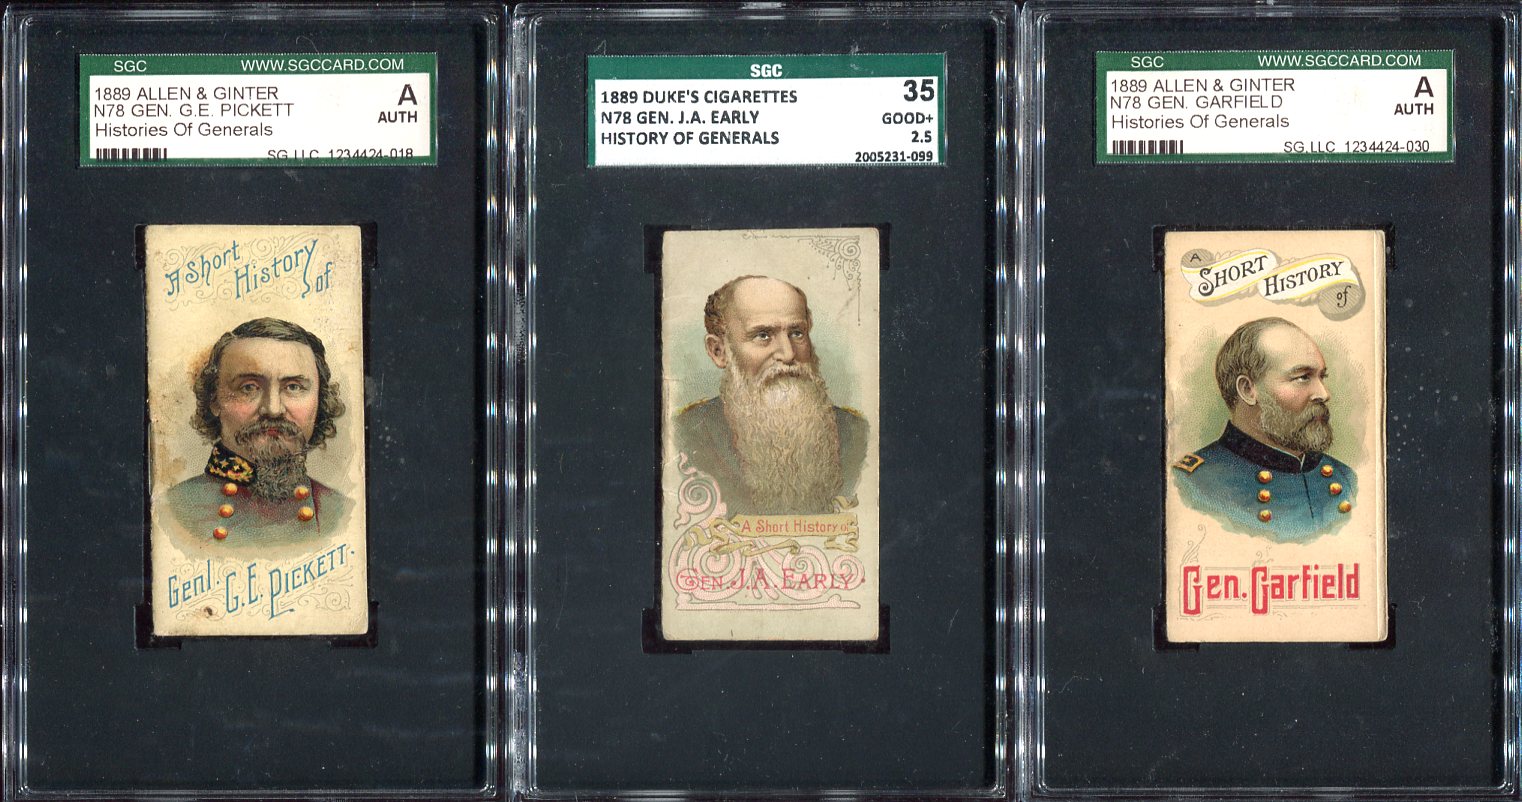 SGC WWW.SGCCARD.COM
1889 ALLEN & GINTER
N78 GEN. G.E. PICKETT
Histories Of Generals
A
AUTH
SG,LLC 1234424-018
A Short
History
of
Genl.
G.E. PICKETT.
SGC
1889 DUKE'S CIGARETTES
N78 GEN. J.A. EARLY
HISTORY OF GENERALS
35
GOOD+
2.5
2005231-099
A Short History of
GEN. J.A. EARLY.
SGC WWW.SGCCARD.COM
1889 ALLEN & GINTER
N78 GEN. GARFIELD
Histories Of Generals
A
AUTH
SG,LLC 1234424-030
A
SHORT
HISTORY
of
Gen. Garfield